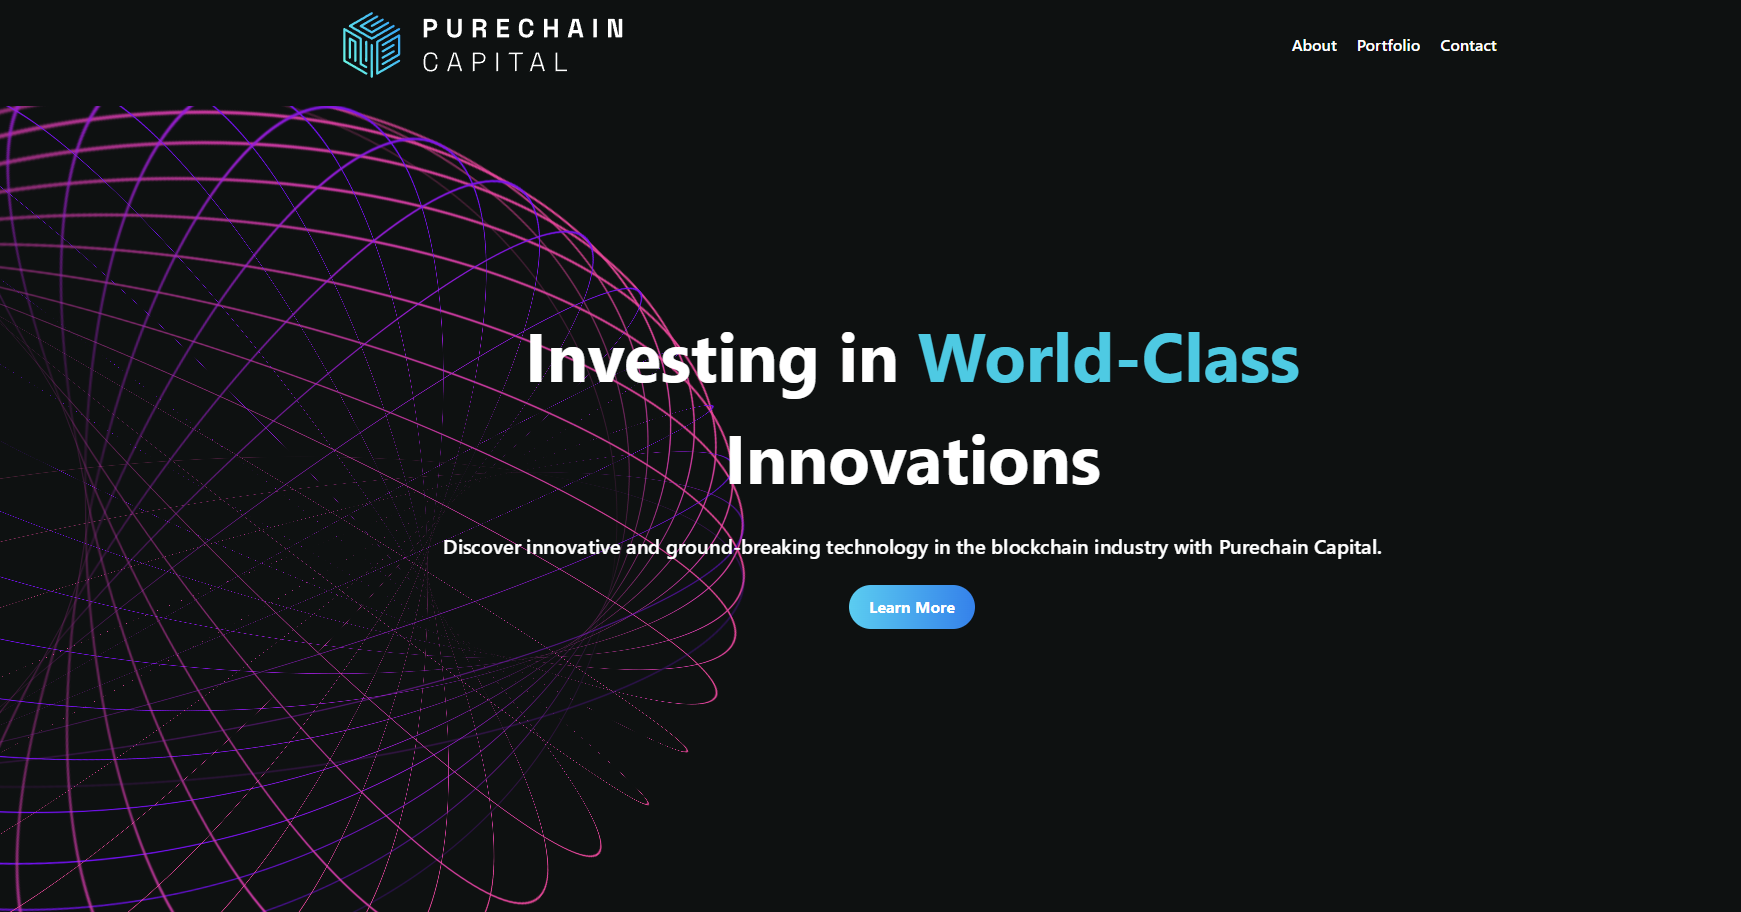 PURECHAIN
CAPITAL
About Portfolio Contact
Investing in World-Class
Innovations
Discover innovative and ground-breaking technology in the blockchain industry with Purechain Capital.
Learn More